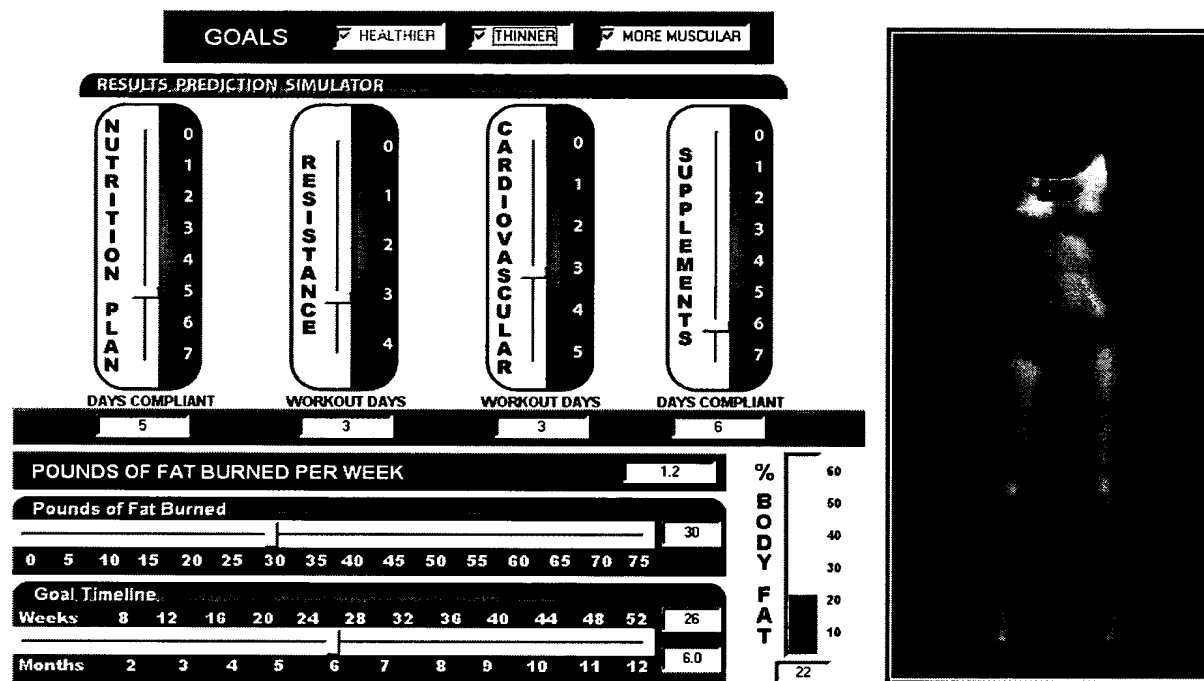 GOALS HEALTHIER THINNER MORE MUSCULAR
RESULTS PREDICTION SIMULATOR
NUTRITION PLAN
0
1
2
3
4
5
6
7
RESISTANCE
0
1
2
3
4
CARDIOVASCULAR
0
1
2
3
4
5
SUPPLEMENTS
0
1
2
3
4
5
6
7
DAYS COMPLIANT WORKOUT DAYS WORKOUT DAYS DAYS COMPLIANT
5 3 3 6
POUNDS OF FAT BURNED PER WEEK 1.2
Pounds of Fat Burned
30
0 5 10 15 20 25 30 35 40 45 50 55 60 65 70 75
Goal Timeline
Weeks 8 12 16 20 24 28 32 36 40 44 48 52 26
Months 2 3 4 5 6 7 8 9 10 11 12 6.0
% BODY FAT
60
50
40
30
20
10
22